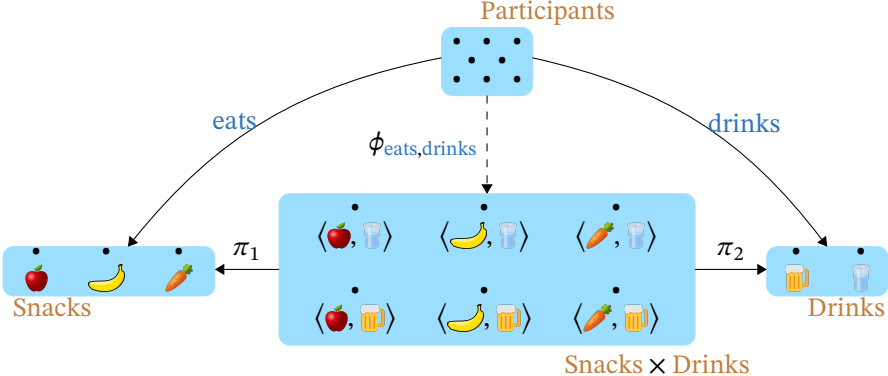 Participants
eats
drinks
ϕeats,drinks
⟨🍎, 🥛⟩ ⟨🍌, 🥛⟩ ⟨🥕, 🥛⟩
π1
π2
Snacks
Drinks
⟨🍎, 🍺⟩ ⟨🍌, 🍺⟩ ⟨🥕, 🍺⟩
Snacks × Drinks